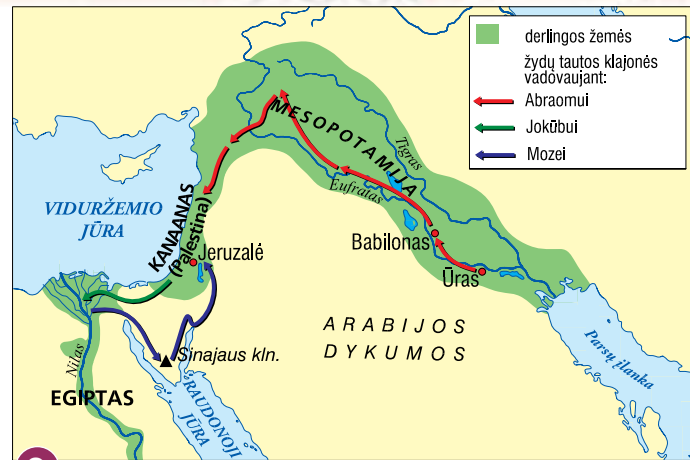 derlingos žemės
žydų tautos klajonės
vadovaujant:
Abraomui
Jokūbui
Mozei
MESOPOTAMIJA
Tigras
Eufratas
VIDURŽEMIO
JŪRA
KANAANAS
(Palestina)
Jeruzalė
Babilonas
Ūras
ARABIJOS
DYKUMOS
Sinajaus kln.
Nilas
EGIPTAS
RAUDONOJI
JŪRA
Parsų įlanka